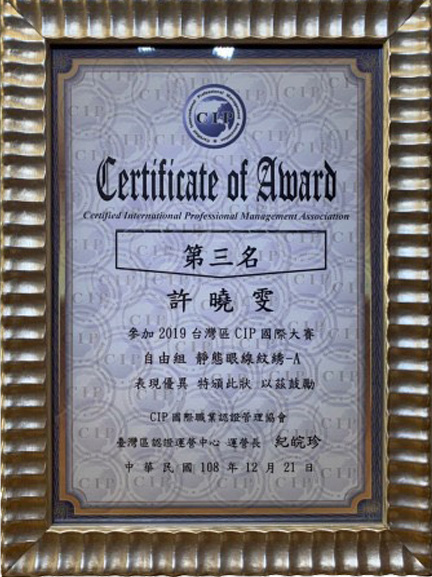 CIP
Certificate of Award
Certified International Professional Management Association
第三名
許曉雯
參加 2019 台灣區 CIP 國際大賽
自由組 靜態眼線紋綉-A
表現優異 特頒此狀 以茲鼓勵
CIP 國際職業認證管理協會
臺灣區認證運營中心 運營長 紀皖珍
中華民國 108 年 12 月 21 日